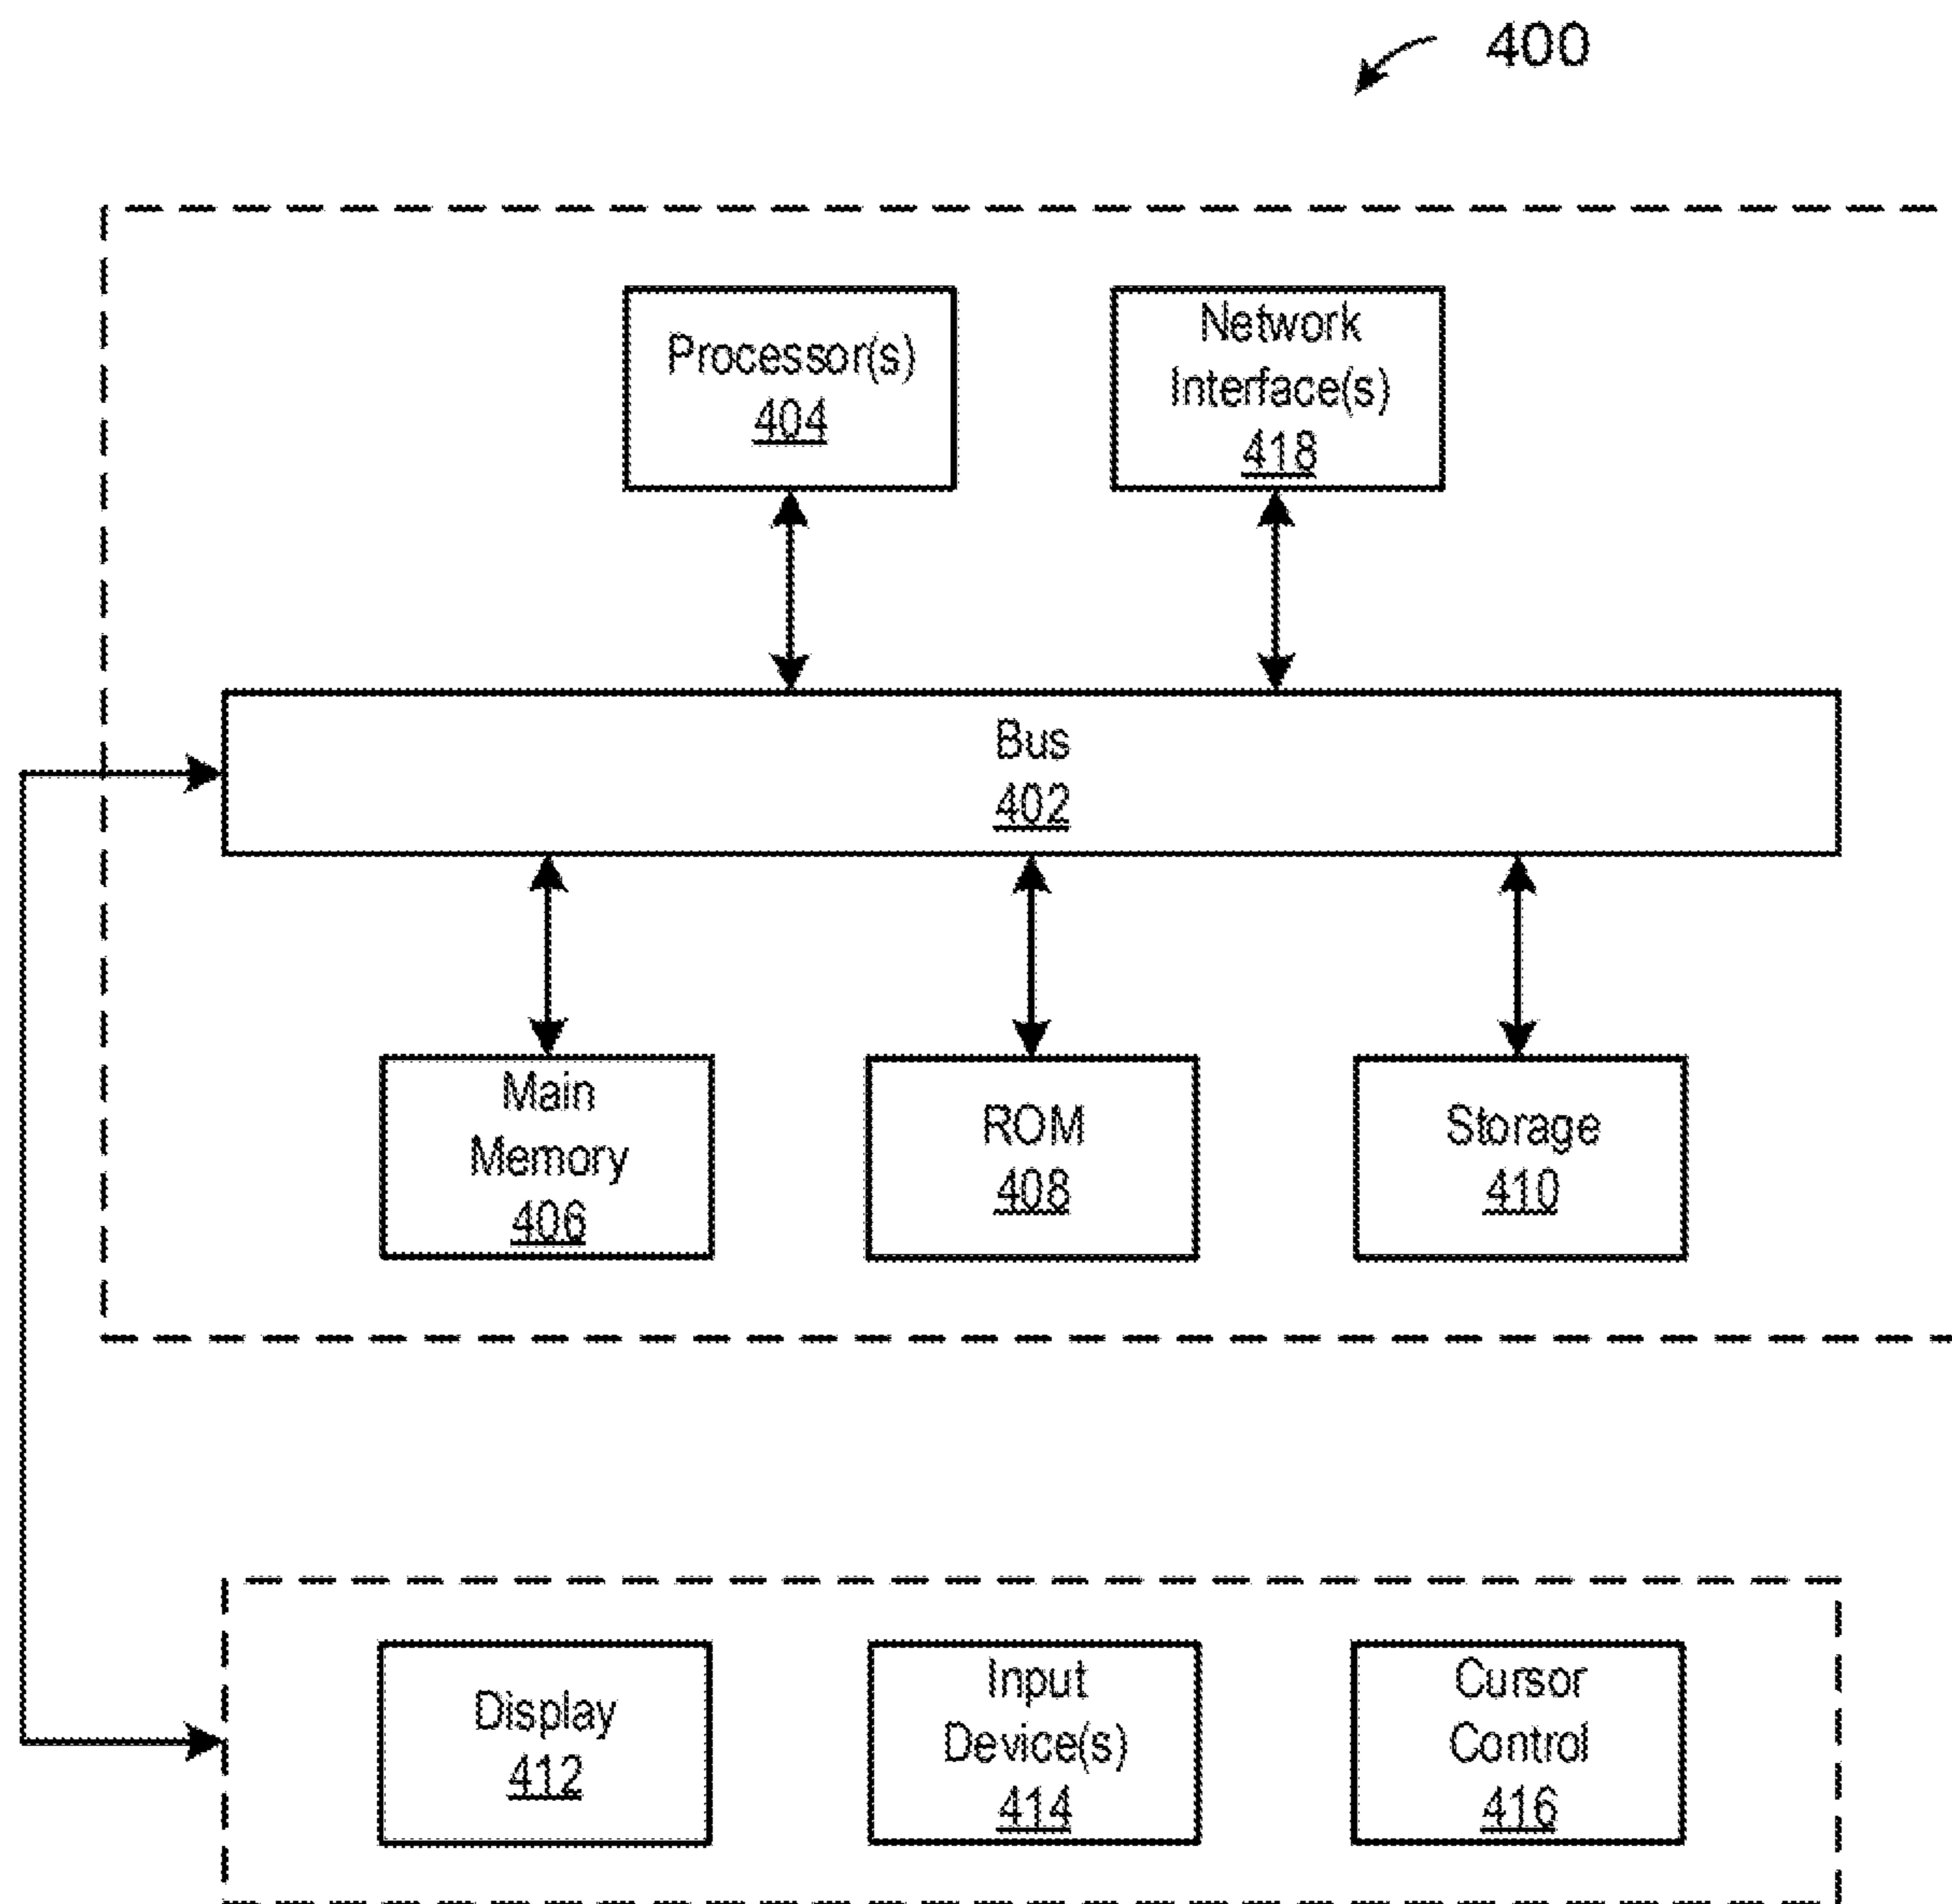 400
Processor(s)
404
Network
Interface(s)
418
Bus
402
Main
Memory
406
ROM
408
Storage
410
Display
412
Input
Device(s)
414
Cursor
Control
416